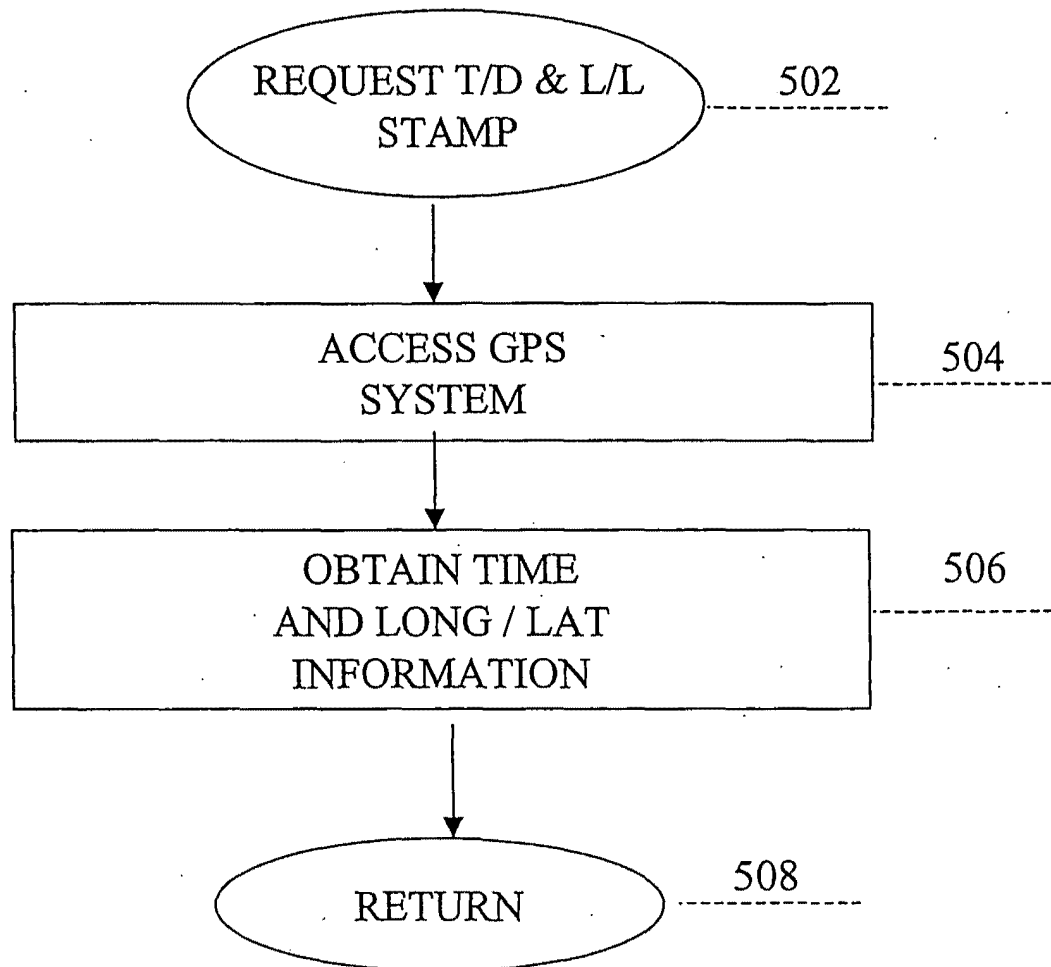 REQUEST T/D & L/L
STAMP
502
ACCESS GPS
SYSTEM
504
OBTAIN TIME
AND LONG / LAT
INFORMATION
506
RETURN
508